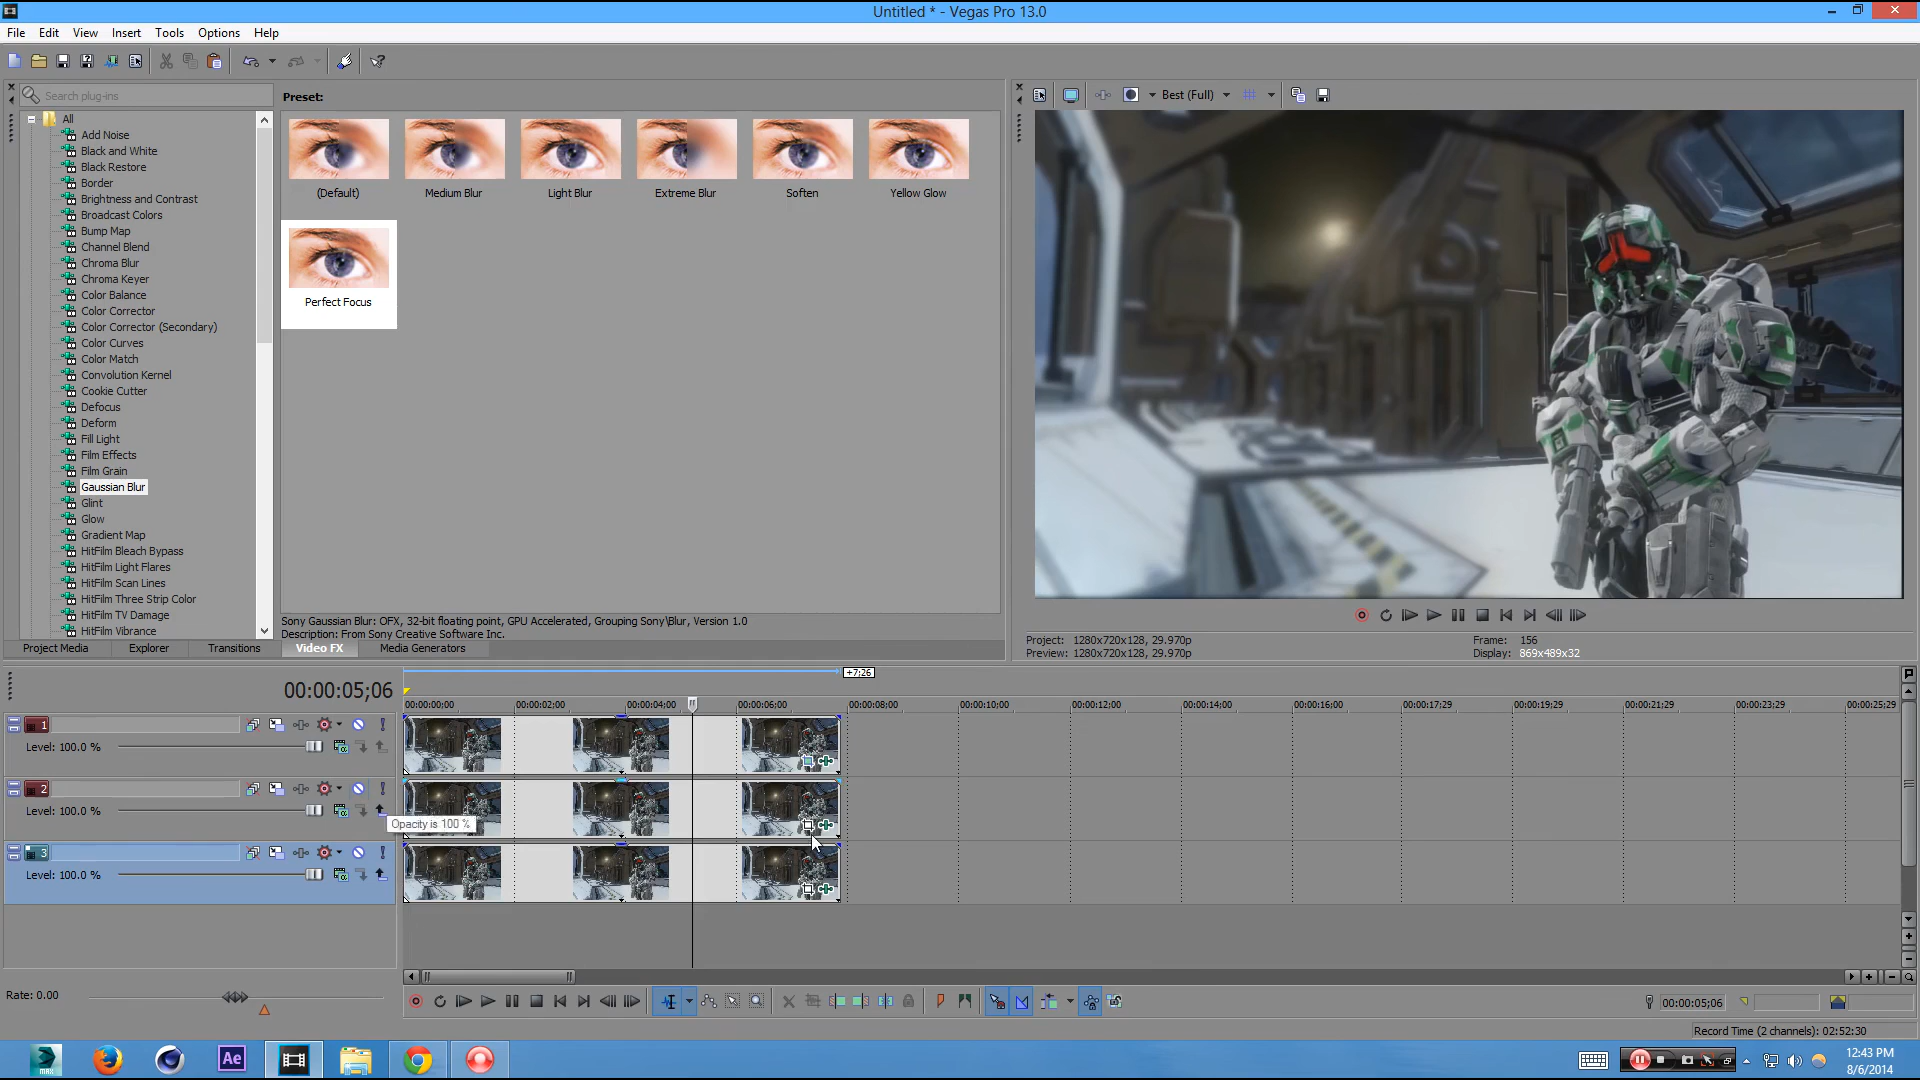 Untitled * - Vegas Pro 13.0
File Edit View Insert Tools Options Help
Search plug-ins
Preset:
Best (Full)
All
Add Noise
Black and White
Black Restore
Border
Brightness and Contrast
Broadcast Colors
Bump Map
Channel Blend
Chroma Blur
Chroma Keyer
Color Balance
Color Corrector
Color Corrector (Secondary)
Color Curves
Color Match
Convolution Kernel
Cookie Cutter
Defocus
Deform
Fill Light
Film Effects
Film Grain
Gaussian Blur
Glint
Glow
Gradient Map
HitFilm Bleach Bypass
HitFilm Light Flares
HitFilm Scan Lines
HitFilm Three Strip Color
HitFilm TV Damage
HitFilm Vibrance
(Default) Medium Blur Light Blur Extreme Blur Soften Yellow Glow
Perfect Focus
Sony Gaussian Blur: OFX, 32-bit floating point, GPU Accelerated, Grouping Sony\Blur, Version 1.0
Description: From Sony Creative Software Inc.
Project Media Explorer Transitions Video FX Media Generators
Project: 1280x720x128, 29.970p Frame: 156
Preview: 1280x720x128, 29.970p Display: 869x489x32
00:00:05;06
+7;26
00:00:00;00 00:00:02;00 00:00:04;00 00:00:06;00 00:00:08;00 00:00:10;00 00:00:12;00 00:00:14;00 00:00:16;00 00:00:17;29 00:00:19;29 00:00:21;29 00:00:23;29 00:00:25;29
1
Level: 100.0 %
2
Level: 100.0 %
Opacity is 100 %
3
Level: 100.0 %
Rate: 0.00
00:00:05;06
Record Time (2 channels): 02:52:30
MAX
Ae
12:43 PM
8/6/2014